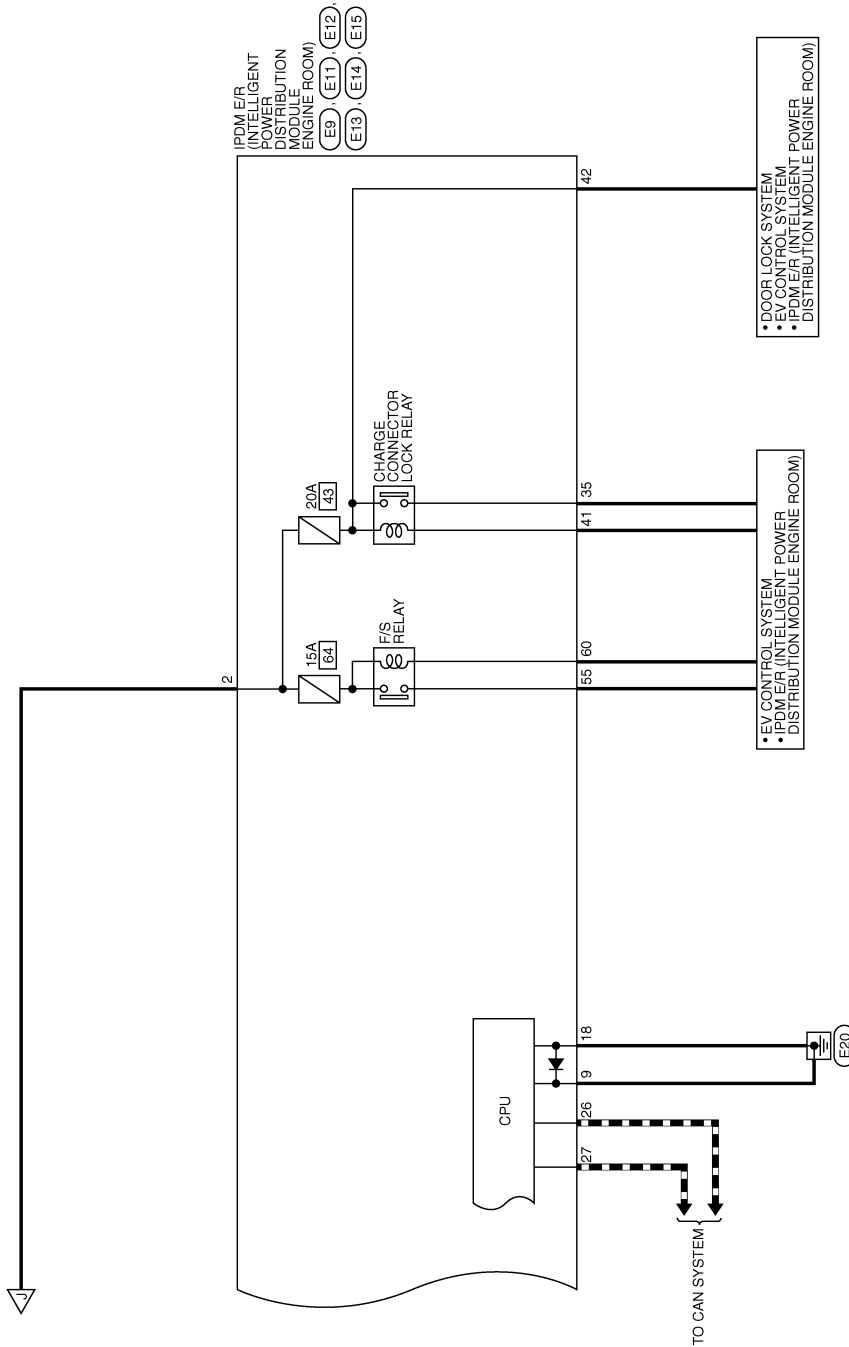 IPDM E/R
(INTELLIGENT
POWER
DISTRIBUTION
MODULE
ENGINE ROOM)
E9 , E11 , E12 ,
E13 , E14 , E15
42
• DOOR LOCK SYSTEM
• EV CONTROL SYSTEM
• IPDM E/R (INTELLIGENT POWER
DISTRIBUTION MODULE ENGINE ROOM)
20A
43
CHARGE
CONNECTOR
LOCK RELAY
35
41
15A
64
F/S
RELAY
60
55
• EV CONTROL SYSTEM
• IPDM E/R (INTELLIGENT POWER
DISTRIBUTION MODULE ENGINE ROOM)
2
J
CPU
18
9
26
27
E20
TO CAN SYSTEM